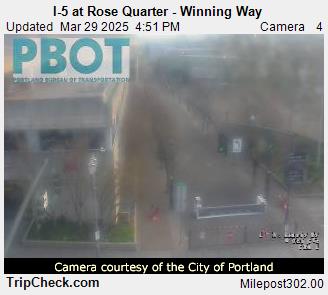 I-5 at Rose Quarter - Winning Way
Updated Mar 29 2025 4:51 PM Camera 4
PBOT
PORTLAND BUREAU OF TRANSPORTATION
Camera courtesy of the City of Portland
TripCheck.com Milepost302.00